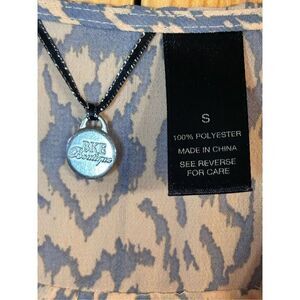 BKE
Boutique
S
100% POLYESTER
MADE IN CHINA
SEE REVERSE
FOR CARE